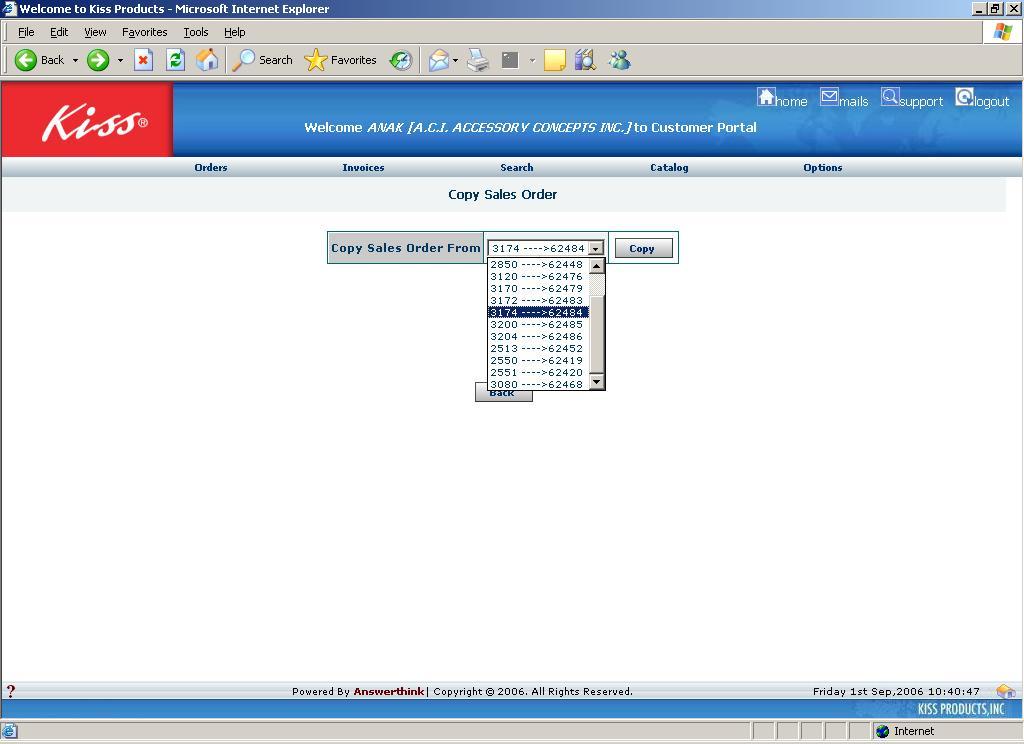 Welcome to Kiss Products - Microsoft Internet Explorer
File Edit View Favorites Tools Help
Back Search Favorites
Kiss®
home mails support logout
Welcome ANAK [A.C.I. ACCESSORY CONCEPTS INC.] to Customer Portal
Orders Invoices Search Catalog Options
Copy Sales Order
Copy Sales Order From 3174 ---->62484 Copy
2850 ---->62448
3120 ---->62476
3170 ---->62479
3172 ---->62483
3174 ---->62484
3200 ---->62485
3204 ---->62486
2513 ---->62452
2550 ---->62419
2551 ---->62420
3080 ---->62468
Back
? Powered By Answerthink| Copyright © 2006. All Rights Reserved. Friday 1st Sep,2006 10:40:47
KISS PRODUCTS,INC
Internet